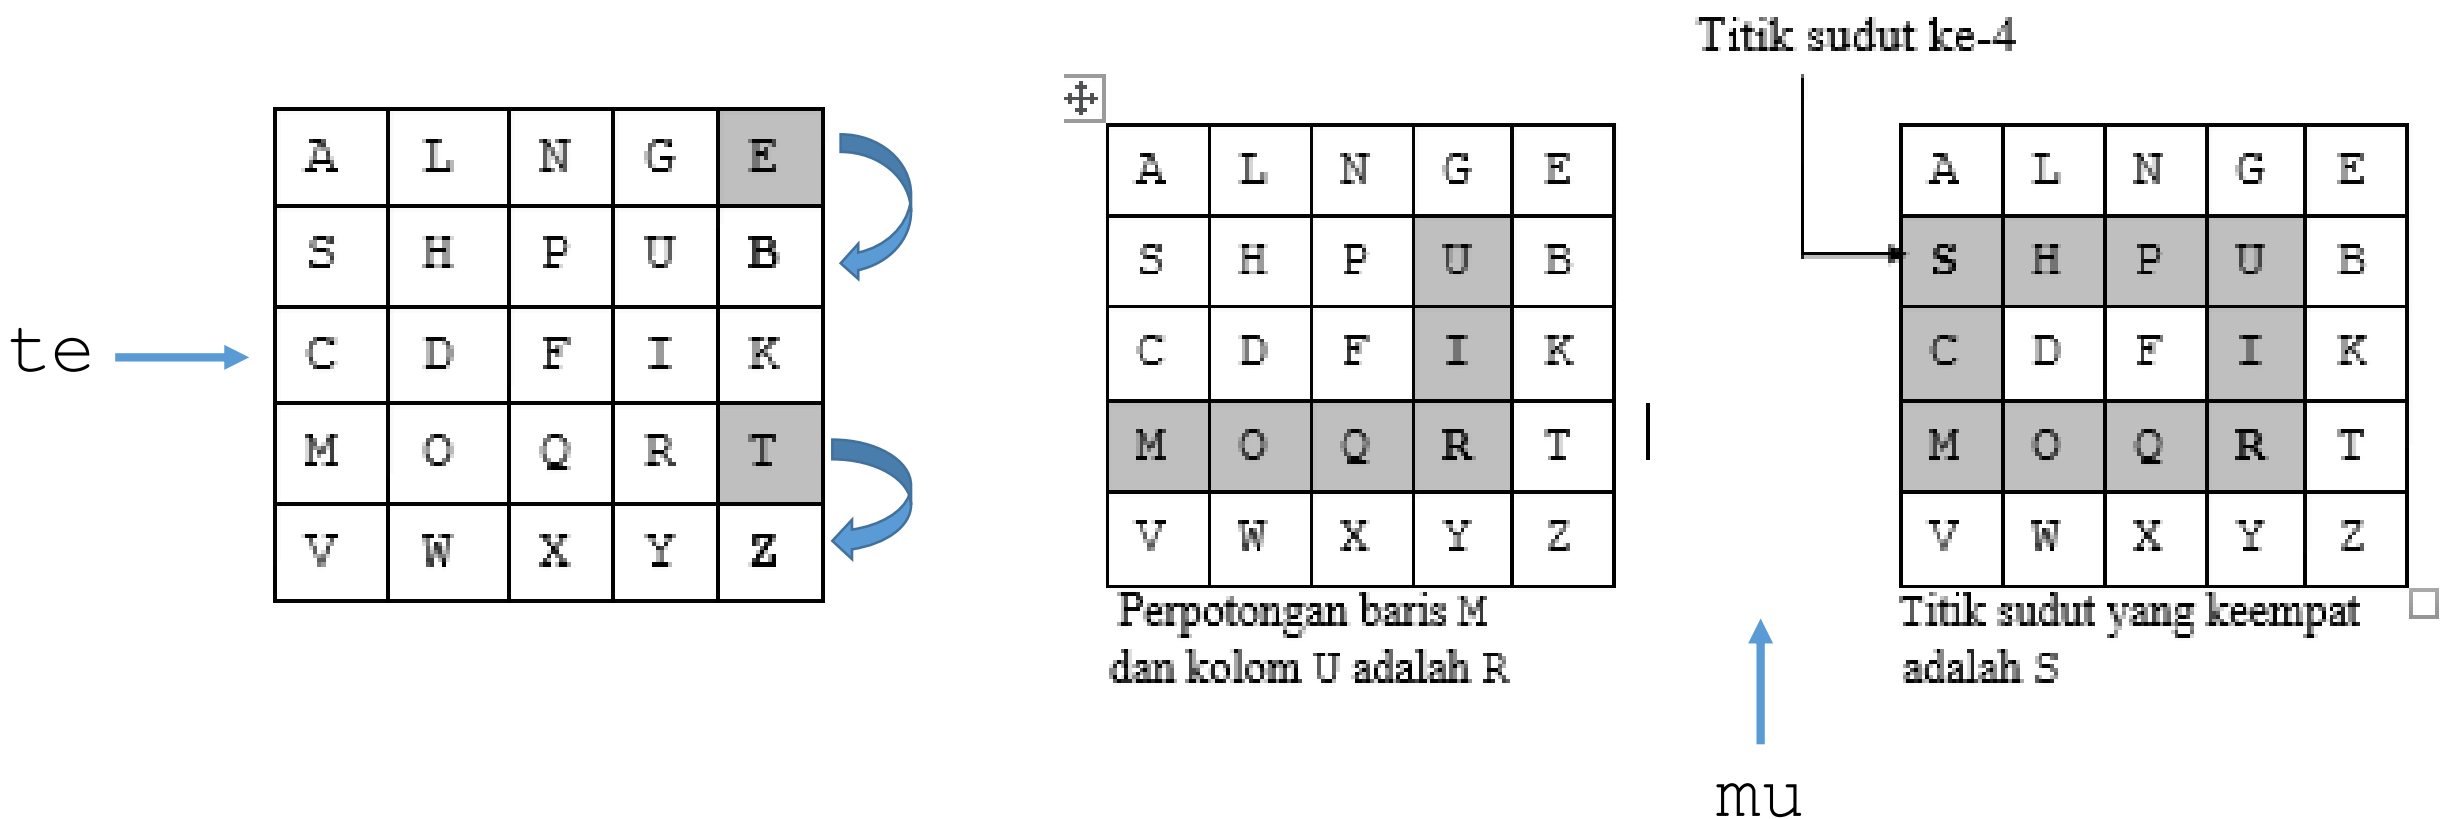 te
A L N G E
S H P U B
C D F I K
M O Q R T
V W X Y Z
A L N G E
S H P U B
C D F I K
M O Q R T
V W X Y Z
Perpotongan baris M
dan kolom U adalah R
Titik sudut ke-4
A L N G E
S H P U B
C D F I K
M O Q R T
V W X Y Z
Titik sudut yang keempat
adalah S
mu